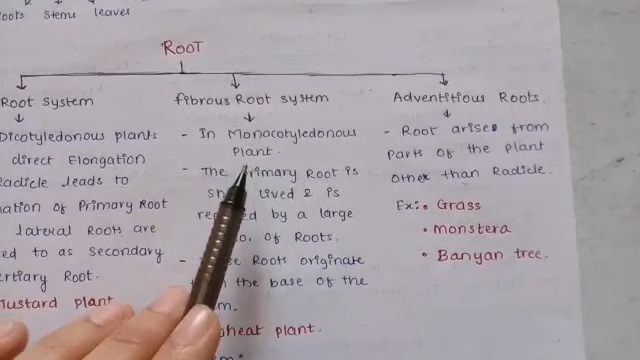 oots Stems leaves
ROOT
Root System
Dicotyledonous plants
direct Elongation
Radicle leads to
ation of Primary Root
lateral Roots are
ed to as Secondary
ertiary Root.
Mustard plant
fibrous Root system
- In Monocotyledonous
Plant.
- The Primary Root is
lived & is
by a large
no. of Roots.
Roots originate
the base of the
plant.
Adventitious Roots.
- Root arises from
Parts of the plant
Other than Radicle.
Ex:• Grass
• monstera
• Banyan tree.